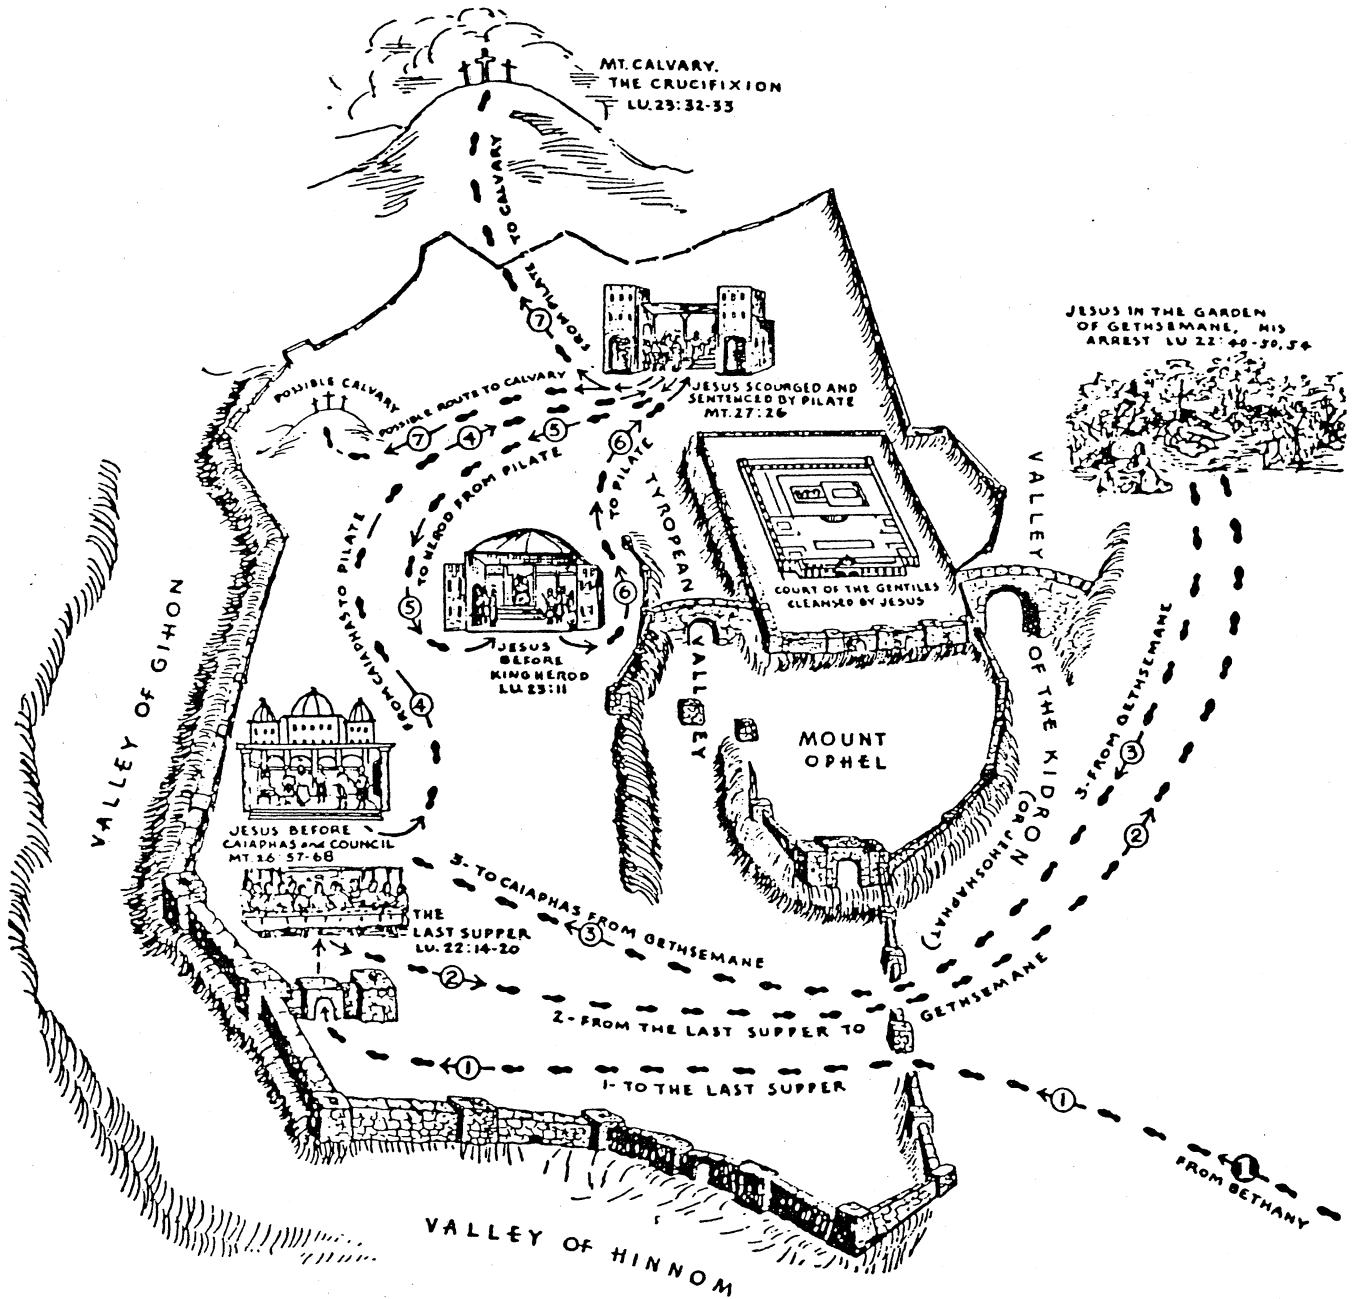 MT. CALVARY.
THE CRUCIFIXION
LU. 23:32-33
TO CALVARY
FROM PILATE
7
JESUS IN THE GARDEN
OF GETHSEMANE, HIS
ARREST LU 22:40-50, 54
POSSIBLE CALVARY
POSSIBLE ROUTE TO CALVARY
7
4
5
6
JESUS SCOURGED AND
SENTENCED BY PILATE
MT. 27:26
TO HEROD FROM PILATE
TO PILATE
5
6
TYROPEAN
VALLEY
COURT OF THE GENTILES
CLEANSED BY JESUS
VALLEY OF THE KIDRON
(OR JEHOSHAPHAT)
JESUS
BEFORE
KING HEROD
LU 23:11
FROM CAIAPHAS TO PILATE
4
VALLEY OF GIHON
MOUNT
OPHEL
3-FROM GETHSEMANE
3
2
JESUS BEFORE
CAIAPHAS and COUNCIL
MT. 26:57-68
3-TO CAIAPHAS FROM GETHSEMANE
3
THE
LAST SUPPER
LU. 22:14-20
2
2-FROM THE LAST SUPPER TO GETHSEMANE
1
1-TO THE LAST SUPPER
1
1
FROM BETHANY
VALLEY OF HINNOM